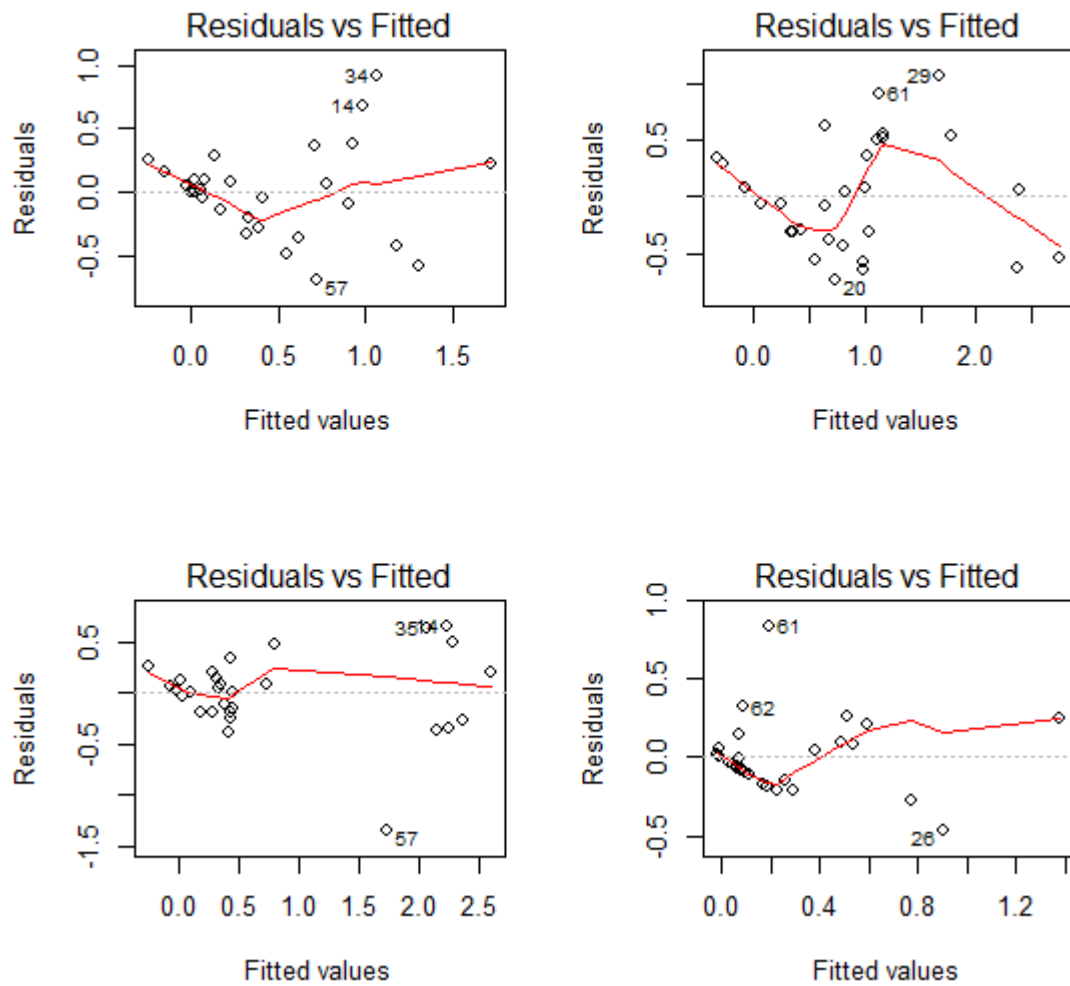 Residuals vs Fitted
Residuals
1.0
0.5
0.0
-0.5
34
14
57
0.0 0.5 1.0 1.5
Fitted values
Residuals vs Fitted
Residuals
0.5
-0.5
29
61
20
0.0 1.0 2.0
Fitted values
Residuals vs Fitted
Residuals
0.5
-0.5
-1.5
35
14
57
0.0 0.5 1.0 1.5 2.0 2.5
Fitted values
Residuals vs Fitted
Residuals
1.0
0.5
0.0
-0.5
61
62
26
0.0 0.4 0.8 1.2
Fitted values